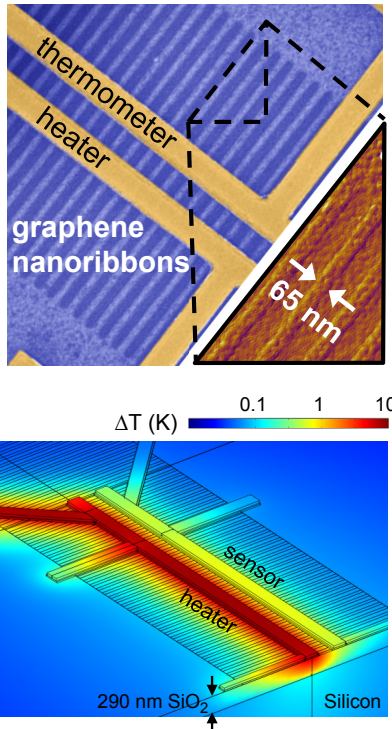 thermometer
heater
graphene
nanoribbons
65 nm
ΔT (K)
0.1
1
10
sensor
heater
290 nm SiO₂
Silicon